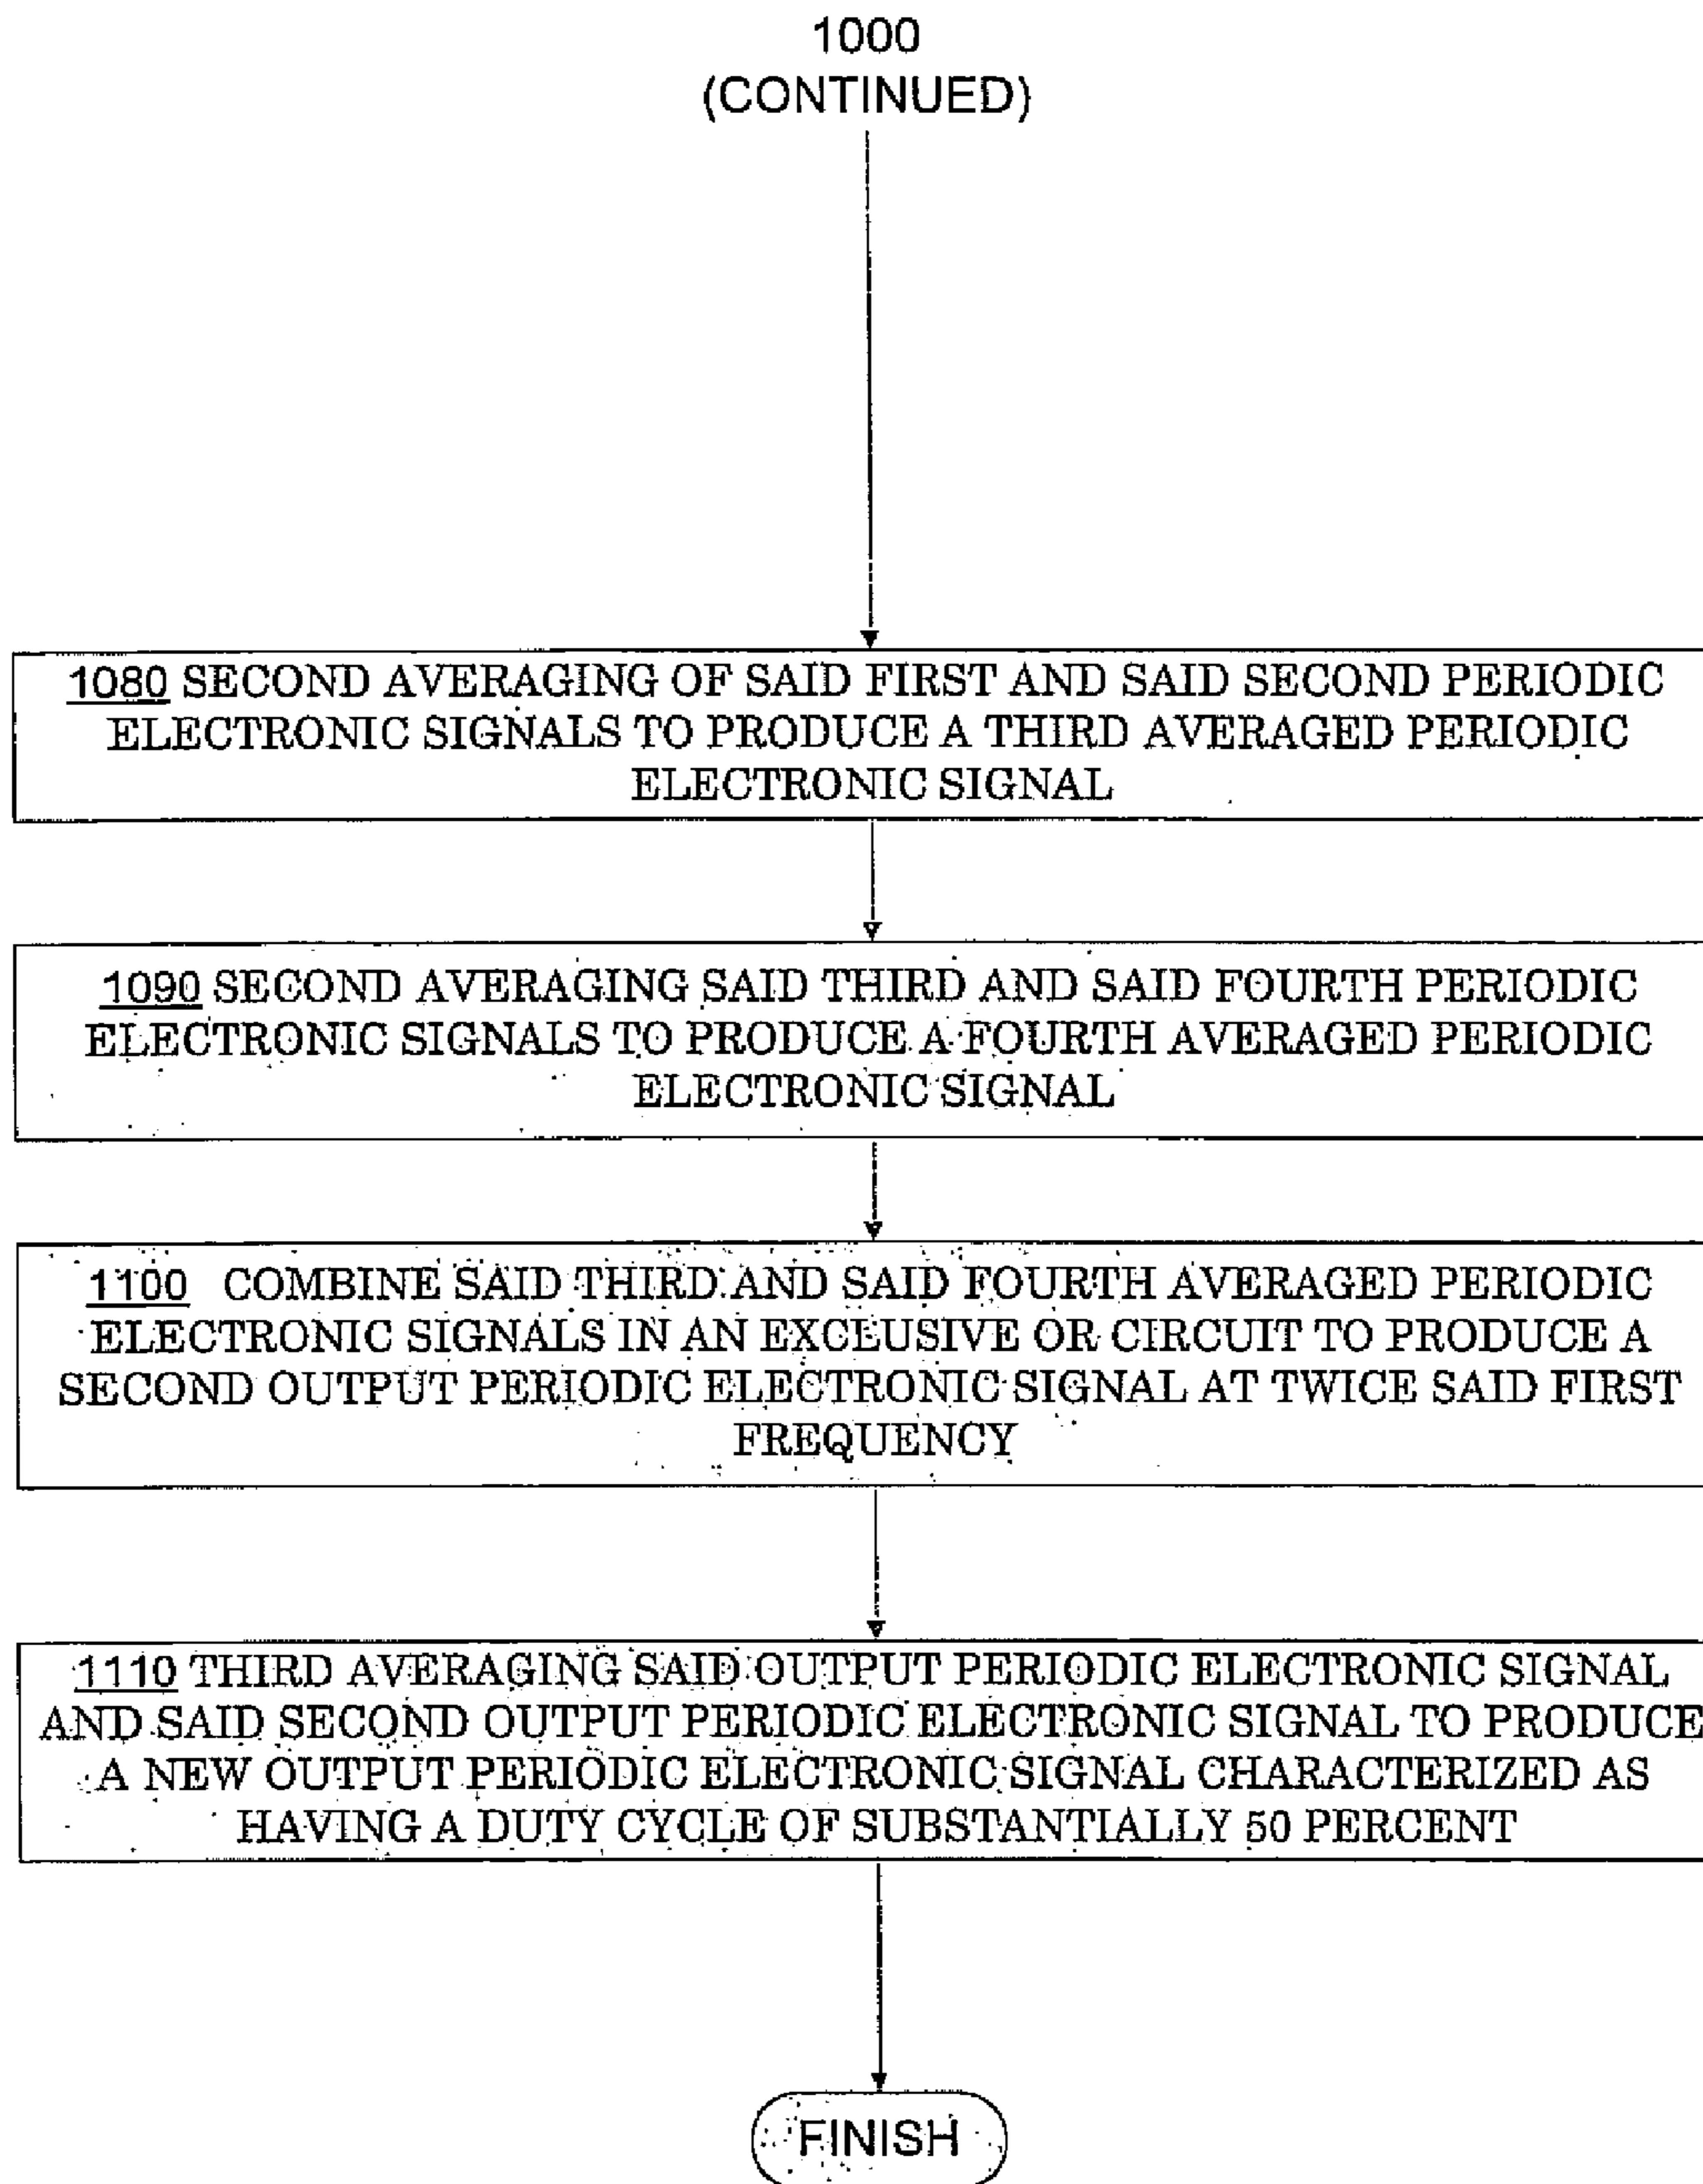 1000
(CONTINUED)
1080 SECOND AVERAGING OF SAID FIRST AND SAID SECOND PERIODIC
ELECTRONIC SIGNALS TO PRODUCE A THIRD AVERAGED PERIODIC
ELECTRONIC SIGNAL
1090 SECOND AVERAGING SAID THIRD AND SAID FOURTH PERIODIC
ELECTRONIC SIGNALS TO PRODUCE A FOURTH AVERAGED PERIODIC
ELECTRONIC SIGNAL
1100 COMBINE SAID THIRD AND SAID FOURTH AVERAGED PERIODIC
ELECTRONIC SIGNALS IN AN EXCLUSIVE OR CIRCUIT TO PRODUCE A
SECOND OUTPUT PERIODIC ELECTRONIC SIGNAL AT TWICE SAID FIRST
FREQUENCY
1110 THIRD AVERAGING SAID OUTPUT PERIODIC ELECTRONIC SIGNAL
AND SAID SECOND OUTPUT PERIODIC ELECTRONIC SIGNAL TO PRODUCE
A NEW OUTPUT PERIODIC ELECTRONIC SIGNAL CHARACTERIZED AS
HAVING A DUTY CYCLE OF SUBSTANTIALLY 50 PERCENT
FINISH